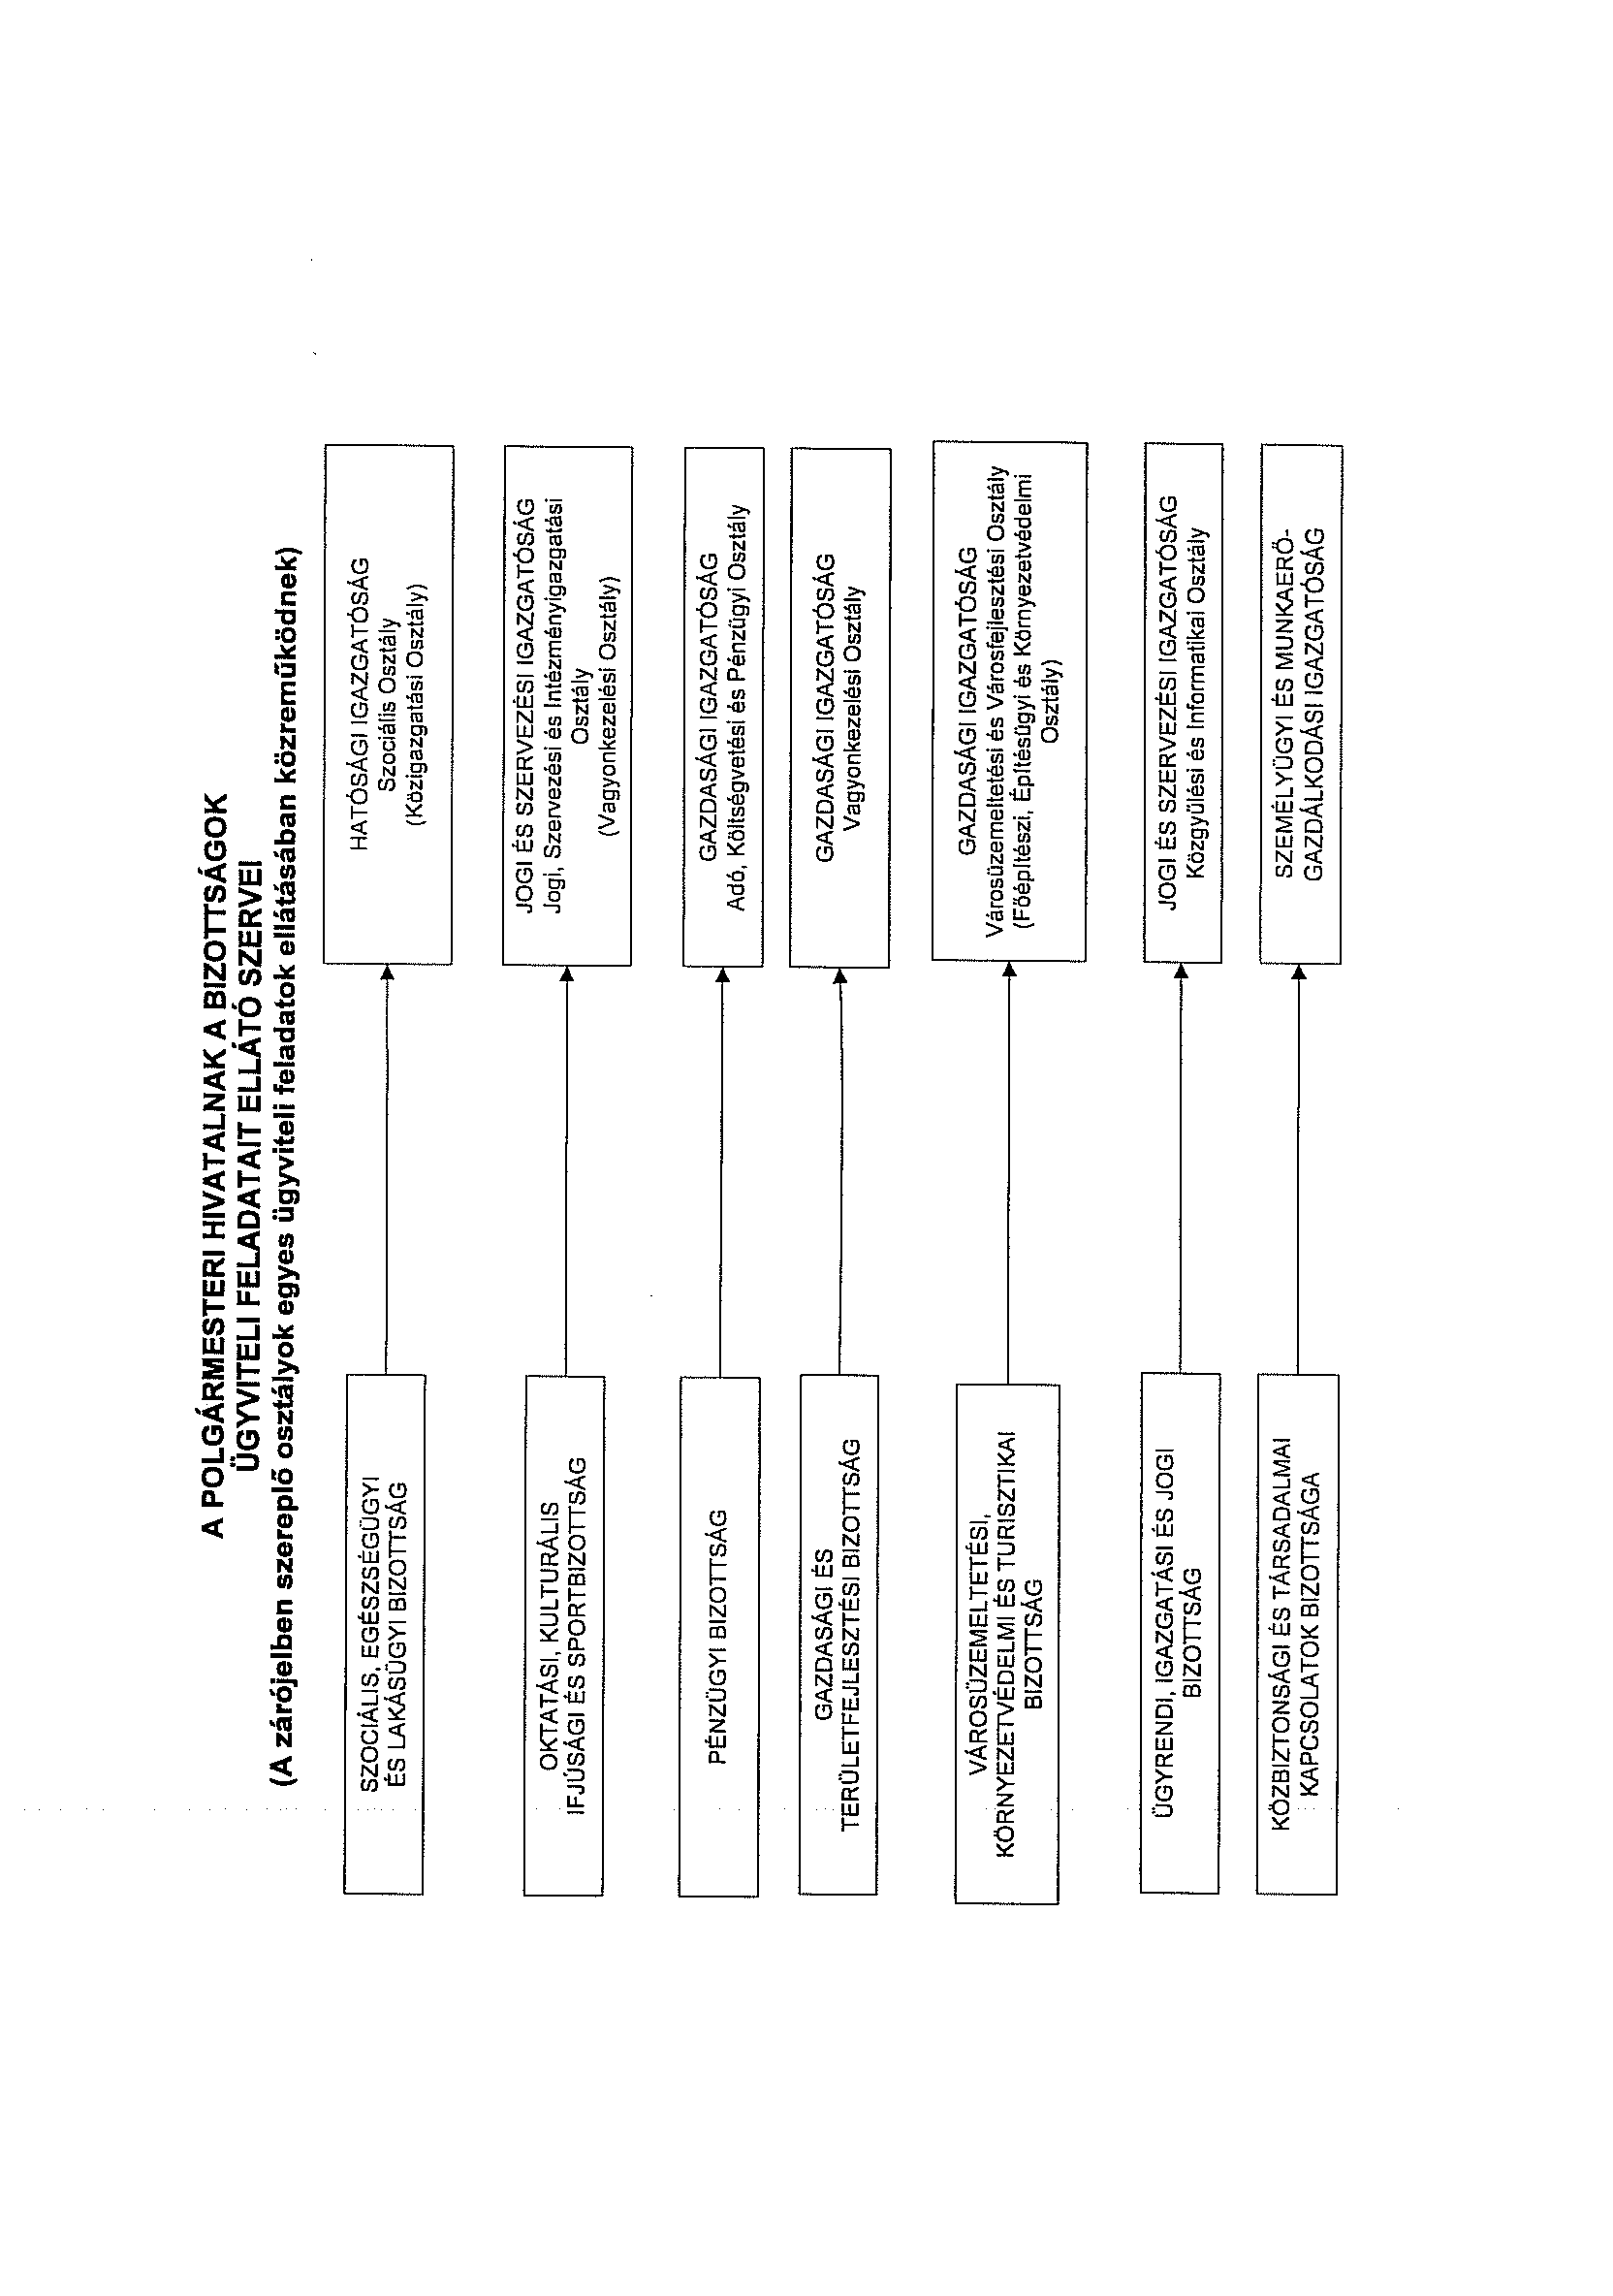 A POLGÁRMESTERI HIVATALNAK A BIZOTTSÁGOK
ÜGYVITELI FELADATAIT ELLÁTÓ SZERVEI
(A zárójelben szereplő osztályok egyes ügyviteli feladatok ellátásában közreműködnek)
SZOCIÁLIS, EGÉSZSÉGÜGYI
ÉS LAKÁSÜGYI BIZOTTSÁG
HATÓSÁGI IGAZGATÓSÁG
Szociális Osztály
(Közigazgatási Osztály)
OKTATÁSI, KULTURÁLIS
IFJÚSÁGI ÉS SPORTBIZOTTSÁG
JOGI ÉS SZERVEZÉSI IGAZGATÓSÁG
Jogi, Szervezési és Intézményigazgatási
Osztály
(Vagyonkezelési Osztály)
PÉNZÜGYI BIZOTTSÁG
GAZDASÁGI IGAZGATÓSÁG
Adó, Költségvetési és Pénzügyi Osztály
GAZDASÁGI ÉS
TERÜLETFEJLESZTÉSI BIZOTTSÁG
GAZDASÁGI IGAZGATÓSÁG
Vagyonkezelési Osztály
VÁROSÜZEMELTETÉSI,
KÖRNYEZETVÉDELMI ÉS TURISZTIKAI
BIZOTTSÁG
GAZDASÁGI IGAZGATÓSÁG
Városüzemeltetési és Városfejlesztési Osztály
(Főépítészi, Építésügyi és Környezetvédelmi
Osztály)
ÜGYRENDI, IGAZGATÁSI ÉS JOGI
BIZOTTSÁG
JOGI ÉS SZERVEZÉSI IGAZGATÓSÁG
Közgyűlési és Informatikai Osztály
KÖZBIZTONSÁGI ÉS TÁRSADALMAI
KAPCSOLATOK BIZOTTSÁGA
SZEMÉLYÜGYI ÉS MUNKAERŐ-
GAZDÁLKODÁSI IGAZGATÓSÁG